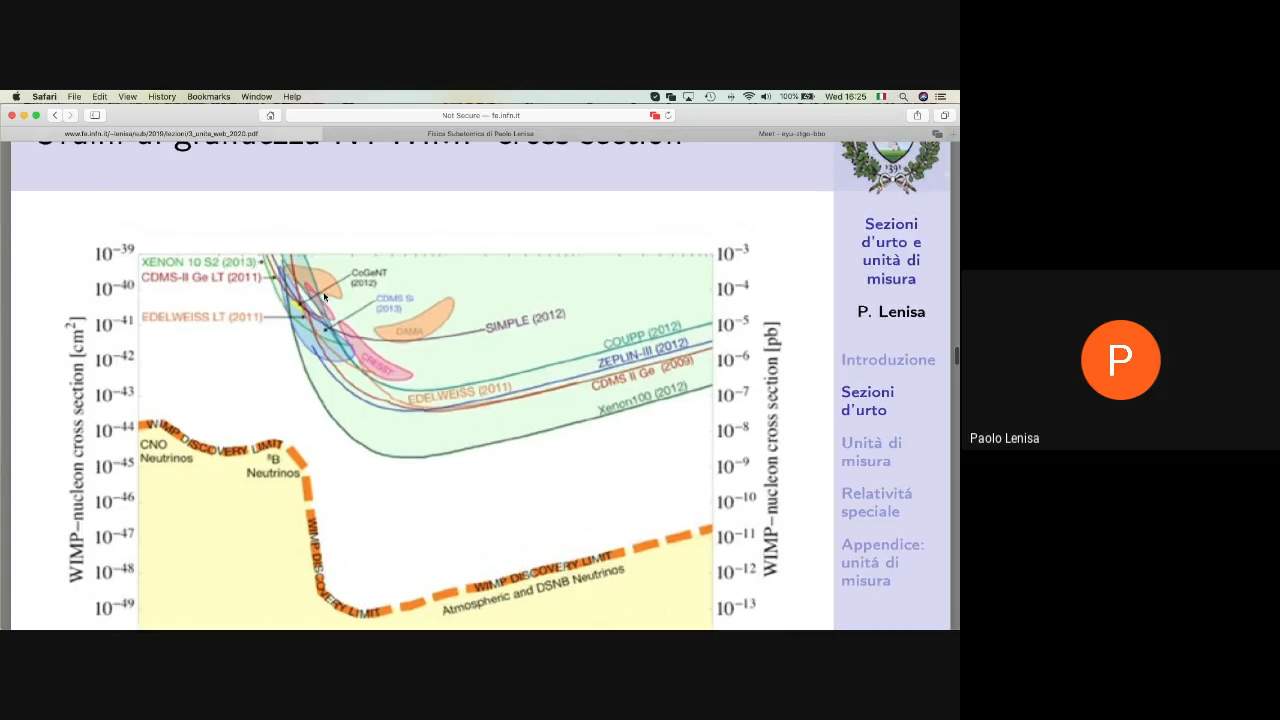 Safari File Edit View History Bookmarks Window Help 100% Wed 16:25
Not Secure — fe.infn.it
www.fe.infn.it/~lenisa/sub/2019/lezioni/3_unita_web_2020.pdf
Fisica Subatomica di Paolo Lenisa
Meet - eyu-ztgo-bbo
Sezioni
d'urto e
unità di
misura
P. Lenisa
Introduzione
Sezioni
d'urto
Unità di
misura
Relativitá
speciale
Appendice:
unitá di
misura
WIMP−nucleon cross section [cm²]
10⁻³⁹
10⁻⁴⁰
10⁻⁴¹
10⁻⁴²
10⁻⁴³
10⁻⁴⁴
10⁻⁴⁵
10⁻⁴⁶
10⁻⁴⁷
10⁻⁴⁸
10⁻⁴⁹
XENON 10 S2 (2013)
CDMS-II Ge LT (2011)
EDELWEISS LT (2011)
CoGeNT
(2012)
CDMS Si
(2013)
DAMA
SIMPLE (2012)
CRESST
COUPP (2012)
ZEPLIN-III (2012)
CDMS II Ge (2009)
EDELWEISS (2011)
Xenon100 (2012)
WIMP DISCOVERY LIMIT
CNO
Neutrinos
⁸B
Neutrinos
WIMP DISCOVERY LIMIT
WIMP DISCOVERY LIMIT
Atmospheric and DSNB Neutrinos
10⁻³
10⁻⁴
10⁻⁵
10⁻⁶
10⁻⁷
10⁻⁸
10⁻⁹
10⁻¹⁰
10⁻¹¹
10⁻¹²
10⁻¹³
WIMP−nucleon cross section [pb]
P
Paolo Lenisa